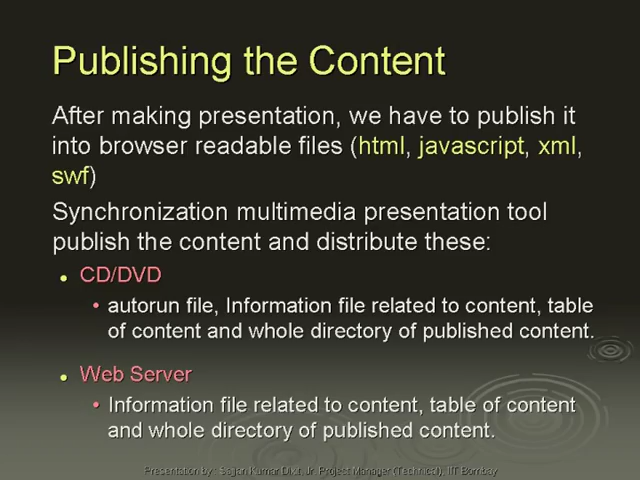 Publishing the Content
After making presentation, we have to publish it
into browser readable files (html, javascript, xml,
swf)
Synchronization multimedia presentation tool
publish the content and distribute these:
CD/DVD
• autorun file, Information file related to content, table
of content and whole directory of published content.
Web Server
• Information file related to content, table of content
and whole directory of published content.
Presentation by: Sajan Kumar Dixit, Jr. Project Manager (Technical), IIT Bombay